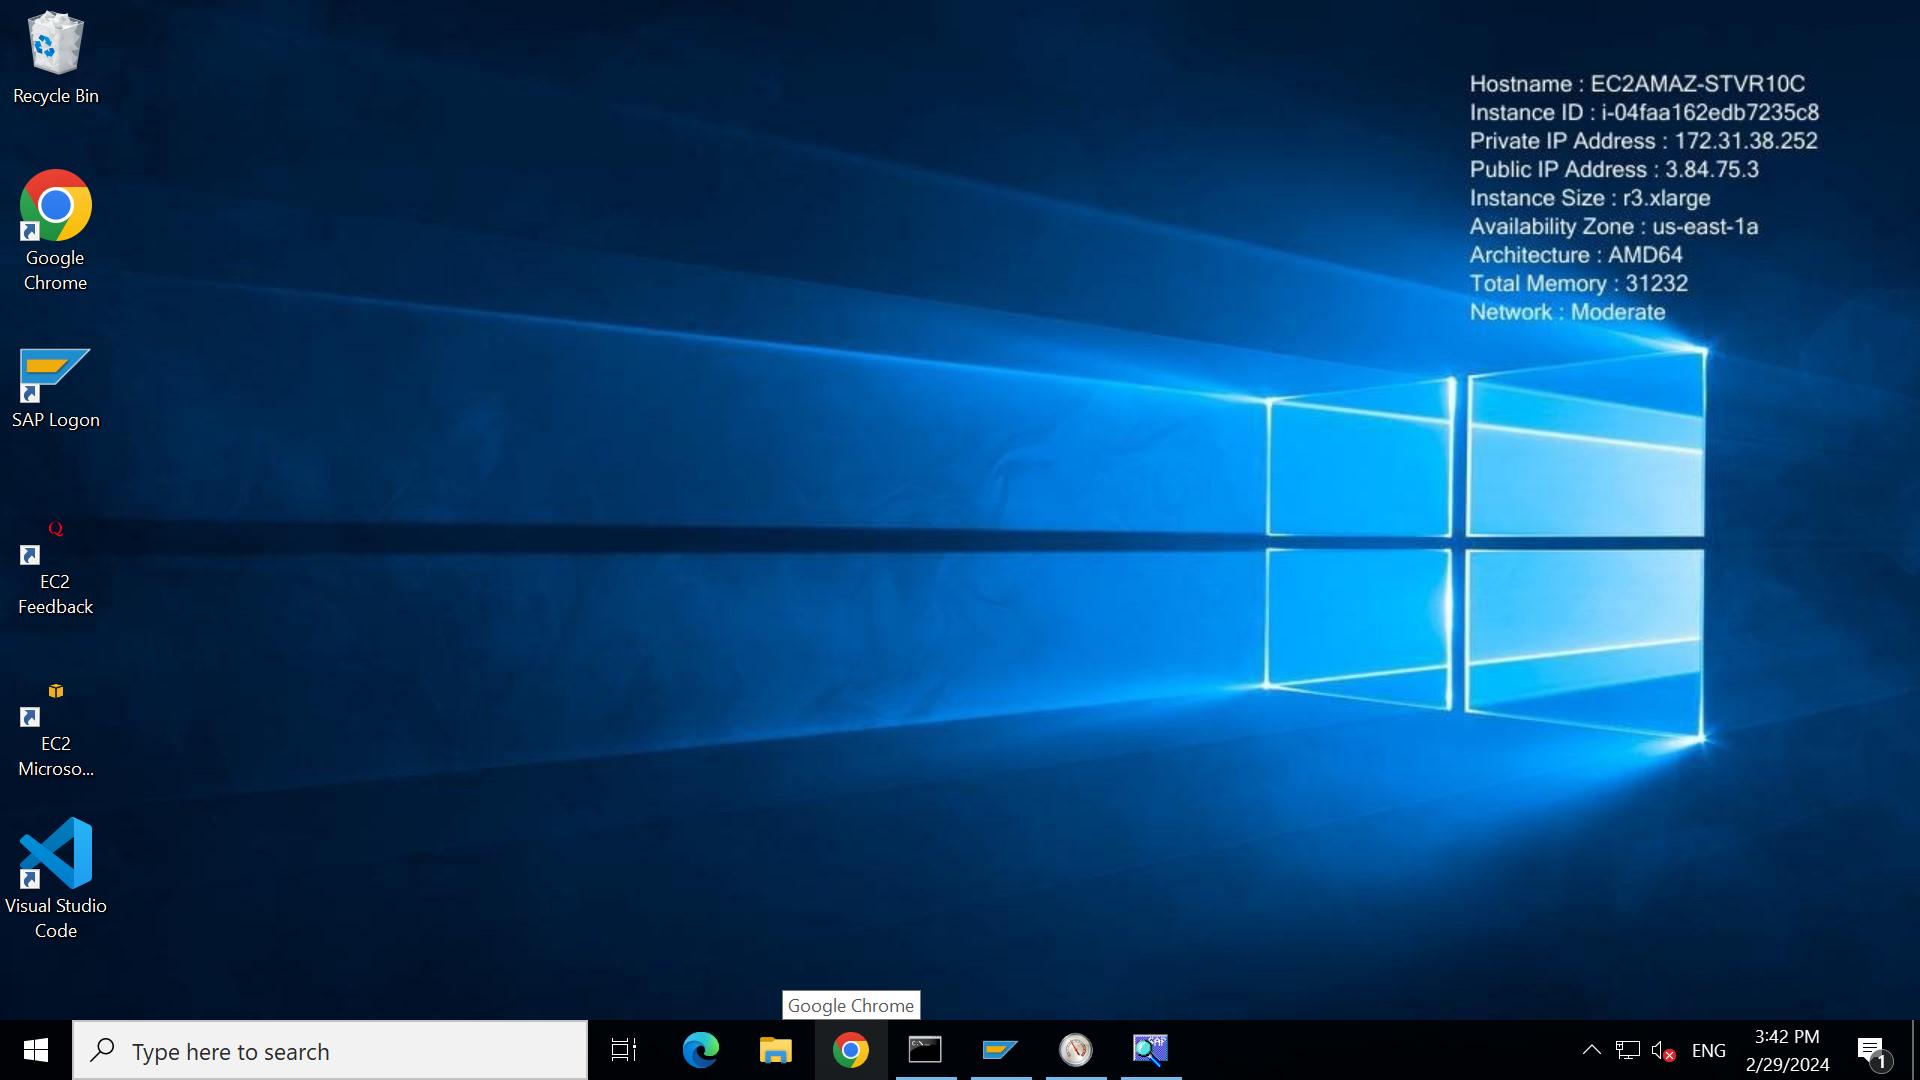 Recycle Bin
Google
Chrome
SAP Logon
EC2
Feedback
EC2
Microso...
Visual Studio
Code
Hostname : EC2AMAZ-STVR10C
Instance ID : i-04faa162edb7235c8
Private IP Address : 172.31.38.252
Public IP Address : 3.84.75.3
Instance Size : r3.xlarge
Availability Zone : us-east-1a
Architecture : AMD64
Total Memory : 31232
Network : Moderate
Google Chrome
Type here to search
ENG
3:42 PM
2/29/2024
1